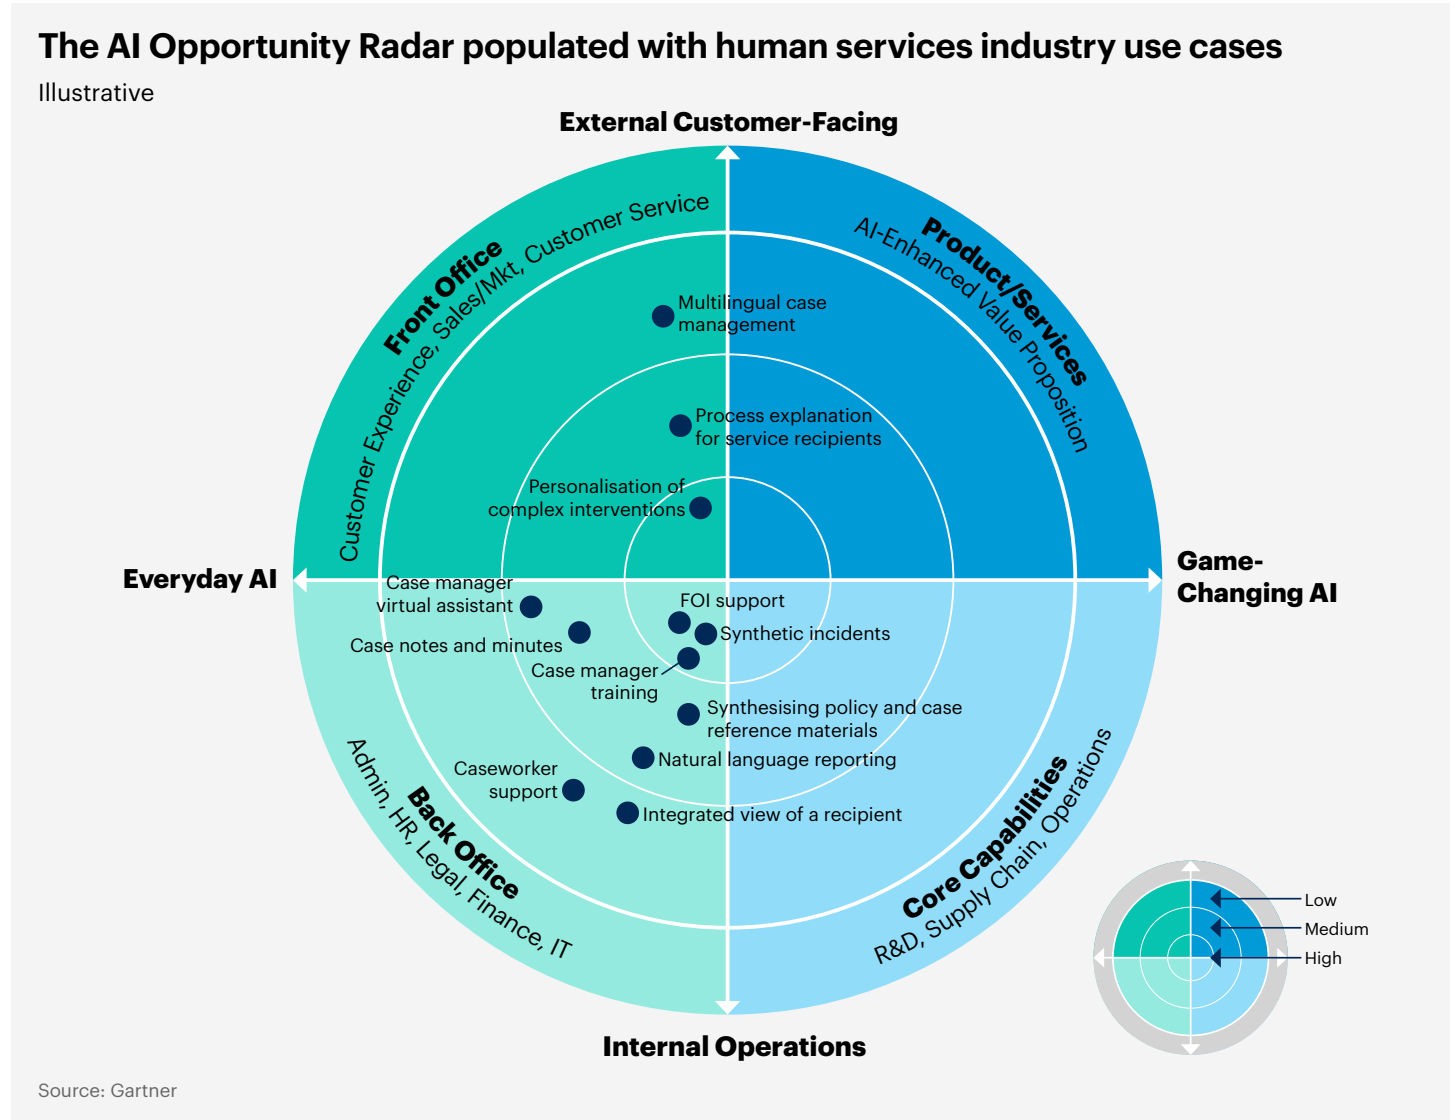 The AI Opportunity Radar populated with human services industry use cases
Illustrative
External Customer-Facing
Front Office
Customer Experience, Sales/Mkt, Customer Service
Product/Services
AI-Enhanced Value Proposition
Multilingual case
management
Process explanation
for service recipients
Personalisation of
complex interventions
Everyday AI
Game-
Changing AI
Case manager
virtual assistant
FOI support
Synthetic incidents
Case notes and minutes
Case manager
training
Synthesising policy and case
reference materials
Natural language reporting
Caseworker
support
Integrated view of a recipient
Back Office
Admin, HR, Legal, Finance, IT
Core Capabilities
R&D, Supply Chain, Operations
Low
Medium
High
Internal Operations
Source: Gartner